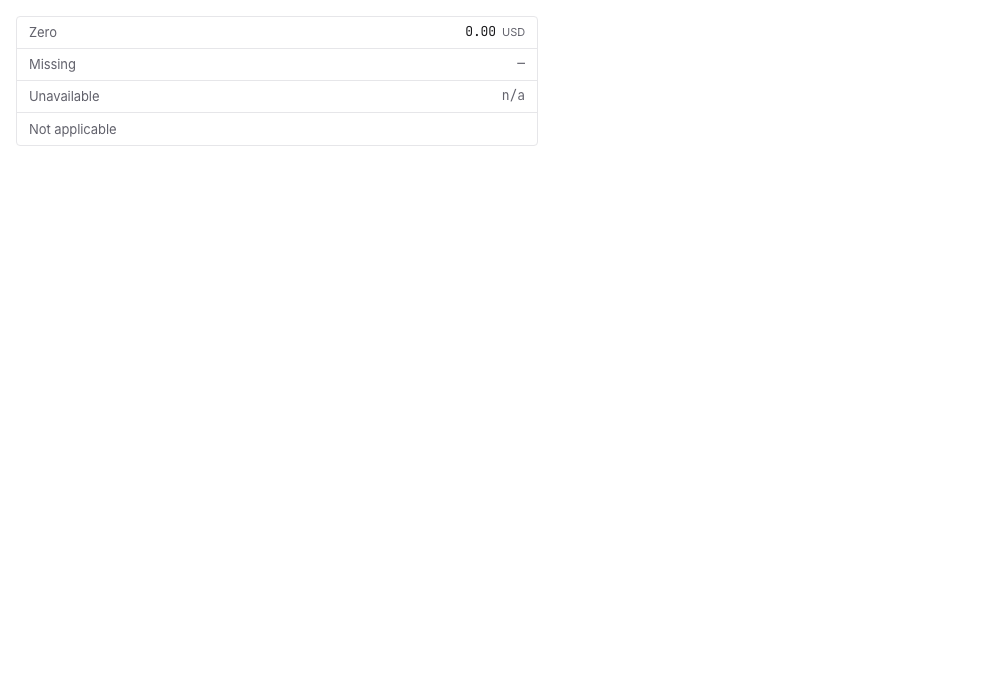 Zero 0.00 USD
Missing –
Unavailable n/a
Not applicable